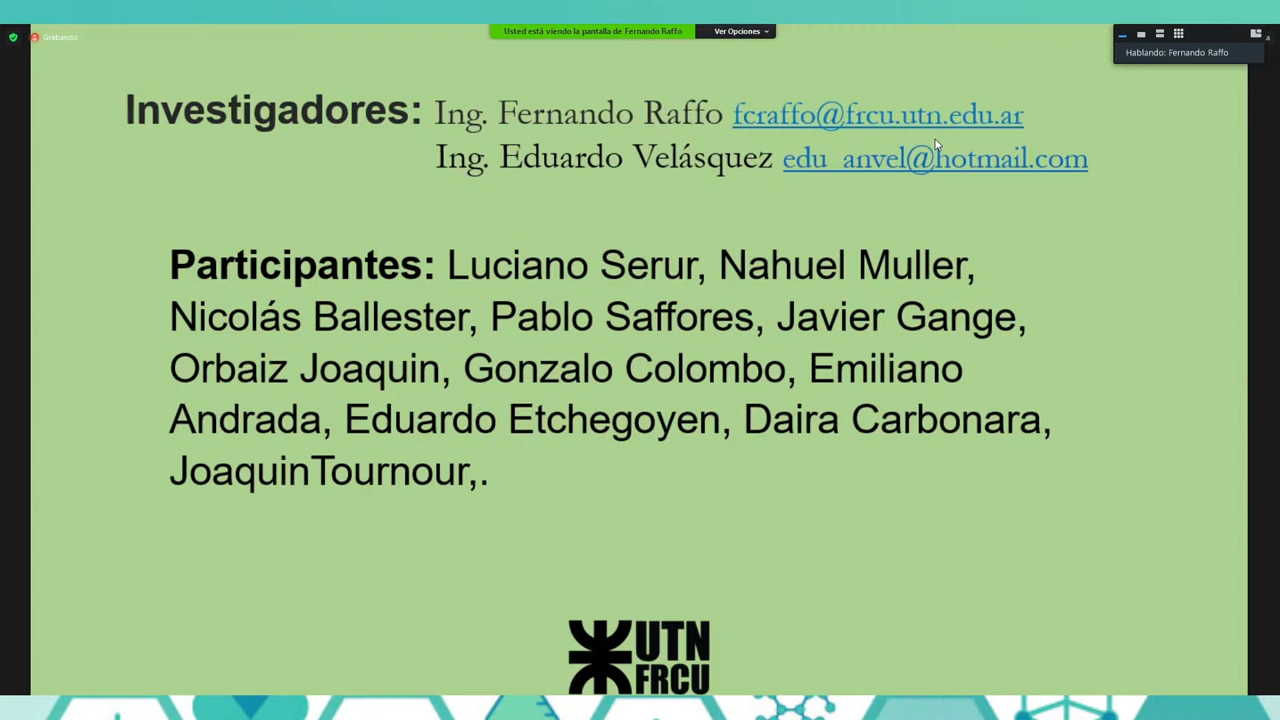 Grabando
Usted está viendo la pantalla de Fernando Raffo
Ver Opciones
Hablando: Fernando Raffo
Investigadores: Ing. Fernando Raffo fcraffo@frcu.utn.edu.ar
Ing. Eduardo Velásquez edu_anvel@hotmail.com
Participantes: Luciano Serur, Nahuel Muller,
Nicolás Ballester, Pablo Saffores, Javier Gange,
Orbaiz Joaquin, Gonzalo Colombo, Emiliano
Andrada, Eduardo Etchegoyen, Daira Carbonara,
JoaquinTournour,.
UTN
FRCU